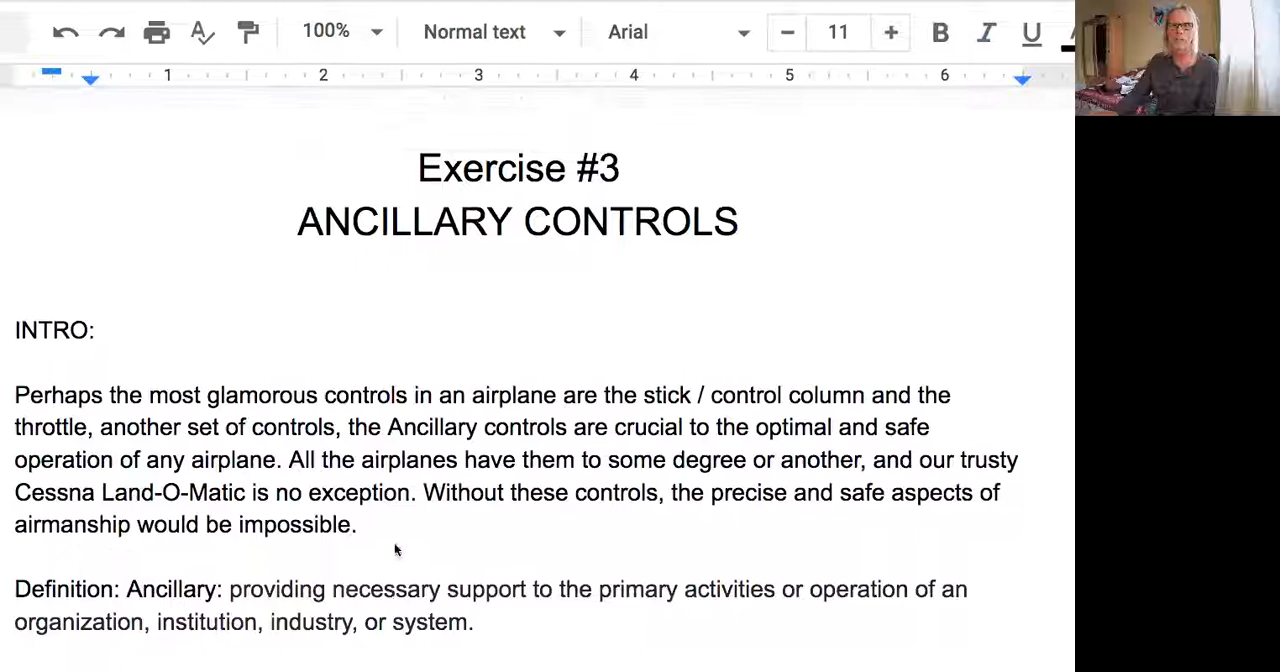 100% Normal text Arial 11 B I U
1 2 3 4 5 6
Exercise #3
ANCILLARY CONTROLS
INTRO:
Perhaps the most glamorous controls in an airplane are the stick / control column and the
throttle, another set of controls, the Ancillary controls are crucial to the optimal and safe
operation of any airplane. All the airplanes have them to some degree or another, and our trusty
Cessna Land-O-Matic is no exception. Without these controls, the precise and safe aspects of
airmanship would be impossible.
Definition: Ancillary: providing necessary support to the primary activities or operation of an
organization, institution, industry, or system.